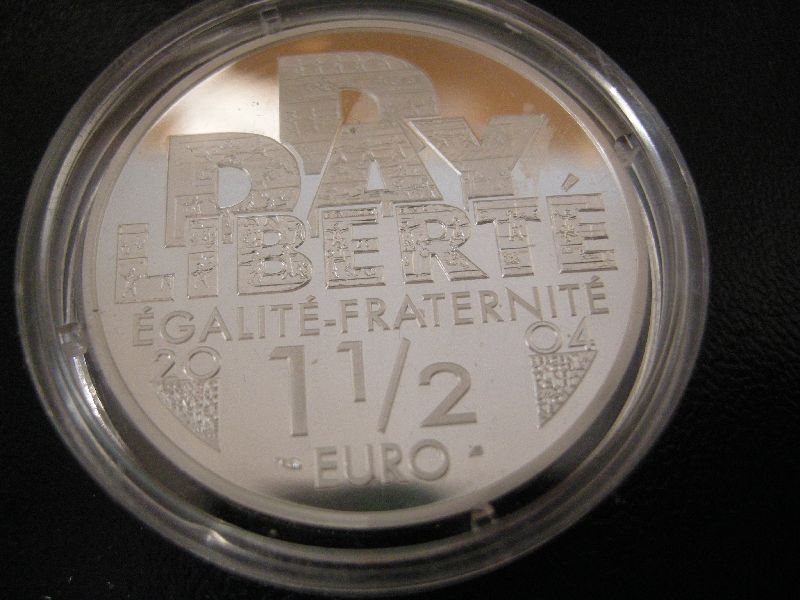 D
DAY
LIBERTÉ
ÉGALITÉ-FRATERNITÉ
20 04
1 1/2
EURO